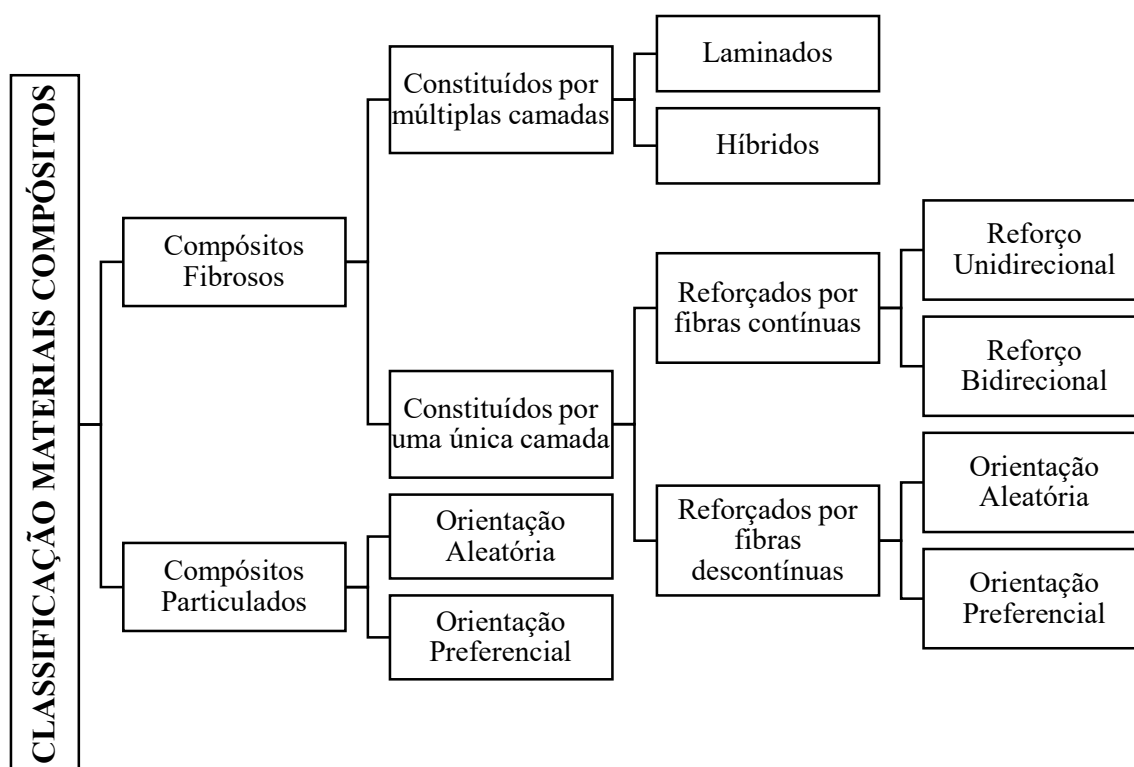 CLASSIFICAÇÃO MATERIAIS COMPÓSITOS
Compósitos
Fibrosos
Constituídos por
múltiplas camadas
Laminados
Híbridos
Constituídos por
uma única camada
Reforçados por
fibras contínuas
Reforço
Unidirecional
Reforço
Bidirecional
Reforçados por
fibras
descontínuas
Orientação
Aleatória
Orientação
Preferencial
Compósitos
Particulados
Orientação
Aleatória
Orientação
Preferencial